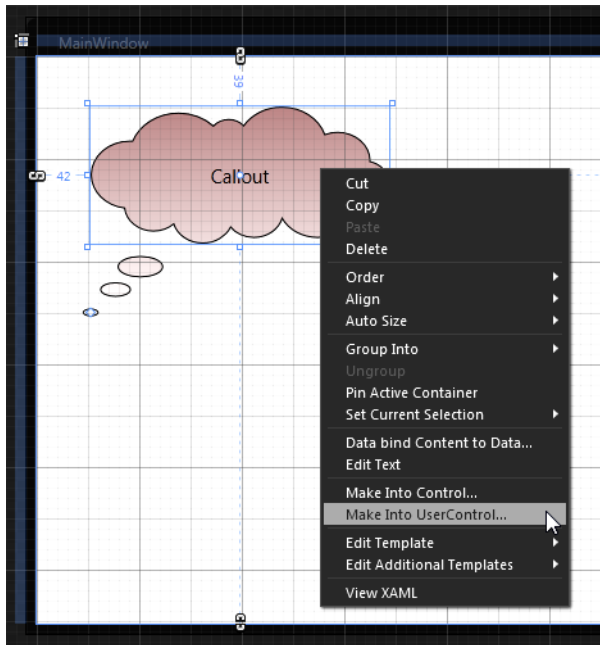 MainWindow
39
42
Callout
Cut
Copy
Paste
Delete
Order
Align
Auto Size
Group Into
Ungroup
Pin Active Container
Set Current Selection
Data bind Content to Data...
Edit Text
Make Into Control...
Make Into UserControl...
Edit Template
Edit Additional Templates
View XAML